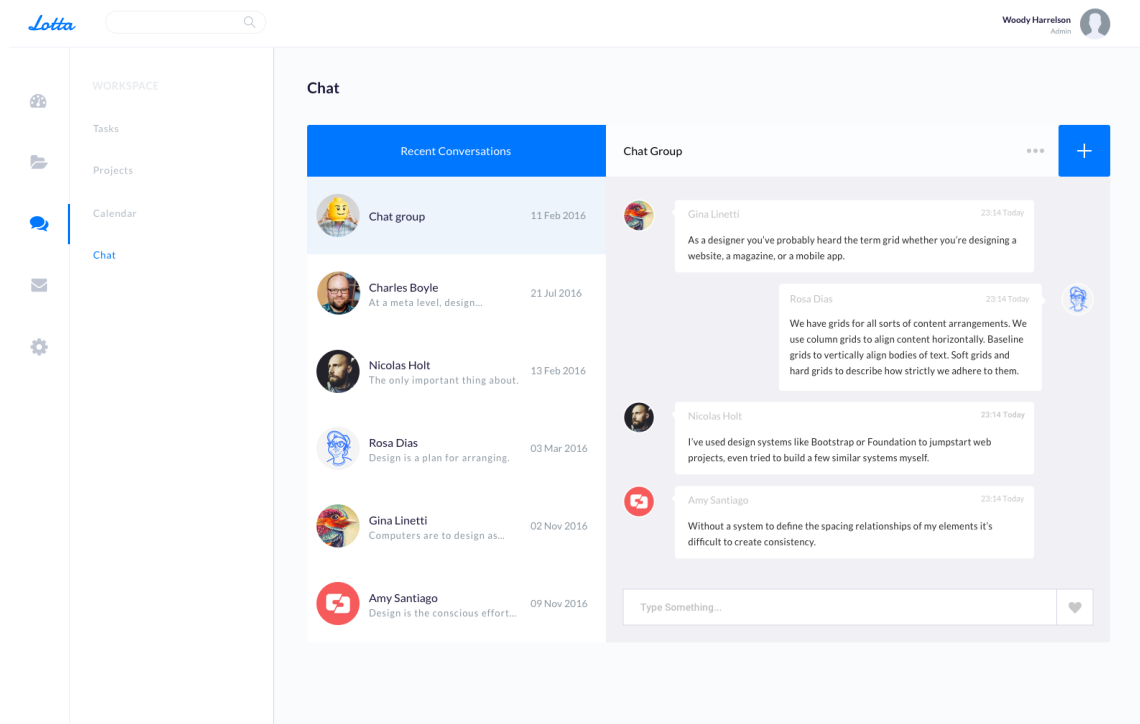 Lotta
Woody Harrelson
Admin
WORKSPACE
Tasks
Projects
Calendar
Chat
Chat
Recent Conversations
Chat group
11 Feb 2016
Charles Boyle
At a meta level, design...
21 Jul 2016
Nicolas Holt
The only important thing about.
13 Feb 2016
Rosa Dias
Design is a plan for arranging.
03 Mar 2016
Gina Linetti
Computers are to design as...
02 Nov 2016
Amy Santiago
Design is the conscious effort...
09 Nov 2016
Chat Group
Gina Linetti
23:14 Today
As a designer you've probably heard the term grid whether you're designing a
website, a magazine, or a mobile app.
Rosa Dias
23:14 Today
We have grids for all sorts of content arrangements. We
use column grids to align content horizontally. Baseline
grids to vertically align bodies of text. Soft grids and
hard grids to describe how strictly we adhere to them.
Nicolas Holt
23:14 Today
I've used design systems like Bootstrap or Foundation to jumpstart web
projects, even tried to build a few similar systems myself.
Amy Santiago
23:14 Today
Without a system to define the spacing relationships of my elements it's
difficult to create consistency.
Type Something...